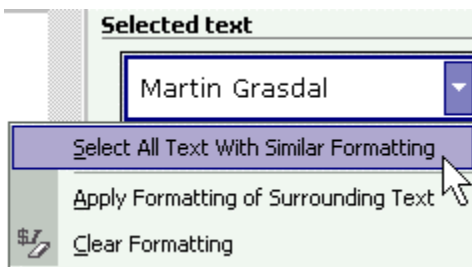 Selected text
Martin Grasdal
Select All Text With Similar Formatting
Apply Formatting of Surrounding Text
Clear Formatting